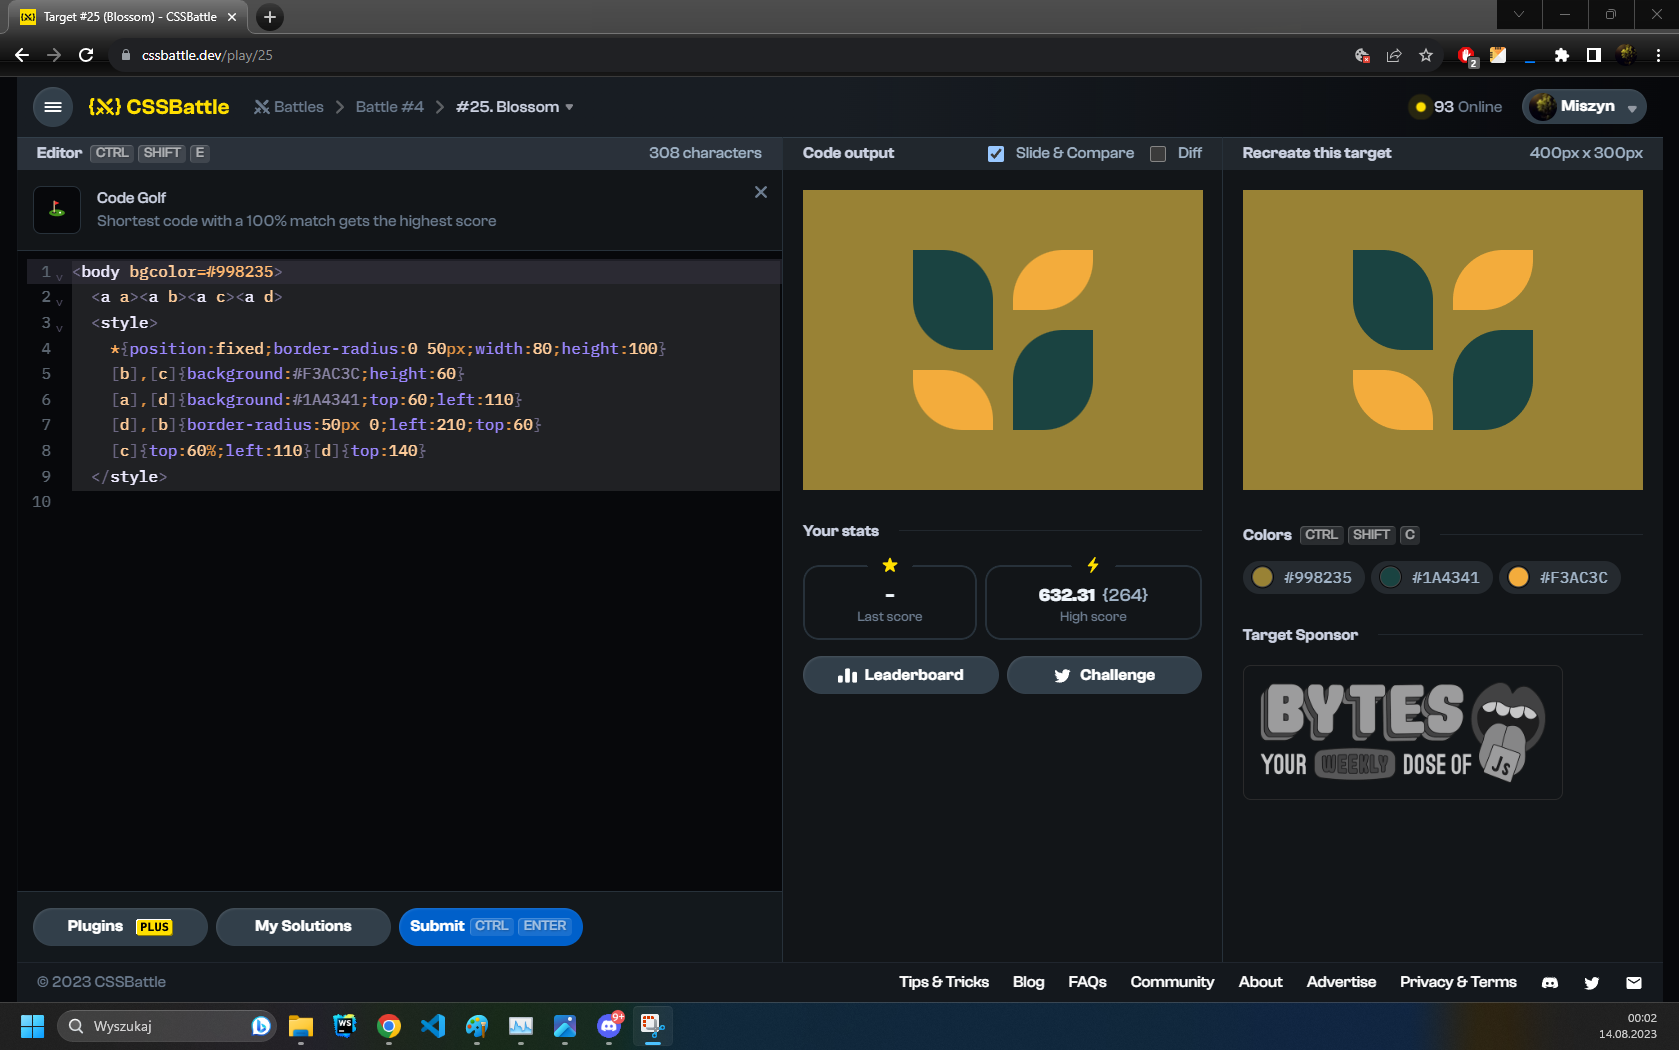 Target #25 (Blossom) - CSSBattle
cssbattle.dev/play/25
2
CSSBattle
Battles
Battle #4
#25. Blossom
93 Online
Miszyn
Editor CTRL SHIFT E
308 characters
Code output
Slide & Compare
Diff
Recreate this target
400px x 300px
Code Golf
Shortest code with a 100% match gets the highest score
1 <body bgcolor=#998235>
2 <a a><a b><a c><a d>
3 <style>
4 *{position:fixed;border-radius:0 50px;width:80;height:100}
5 [b],[c]{background:#F3AC3C;height:60}
6 [a],[d]{background:#1A4341;top:60;left:110}
7 [d],[b]{border-radius:50px 0;left:210;top:60}
8 [c]{top:60%;left:110}[d]{top:140}
9 </style>
10
Your stats
-
Last score
632.31 {264}
High score
Leaderboard
Challenge
Colors CTRL SHIFT C
#998235
#1A4341
#F3AC3C
Target Sponsor
BYTES
YOUR WEEKLY DOSE OF JS
Plugins PLUS
My Solutions
Submit CTRL ENTER
© 2023 CSSBattle
Tips & Tricks
Blog
FAQs
Community
About
Advertise
Privacy & Terms
Wyszukaj
WS
9+
00:02
14.08.2023